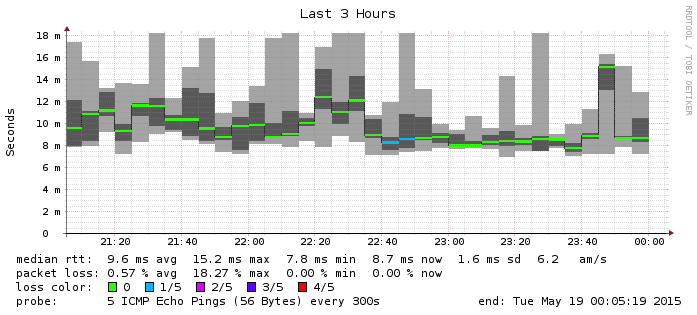 Last 3 Hours
RRDTOOL / TOBI OETIKER
Seconds
18 m
16 m
14 m
12 m
10 m
8 m
6 m
4 m
2 m
0
21:20 21:40 22:00 22:20 22:40 23:00 23:20 23:40 00:00
median rtt: 9.6 ms avg 15.2 ms max 7.8 ms min 8.7 ms now 1.6 ms sd 6.2 am/s
packet loss: 0.57 % avg 18.27 % max 0.00 % min 0.00 % now
loss color: 0 1/5 2/5 3/5 4/5
probe: 5 ICMP Echo Pings (56 Bytes) every 300s end: Tue May 19 00:05:19 2015